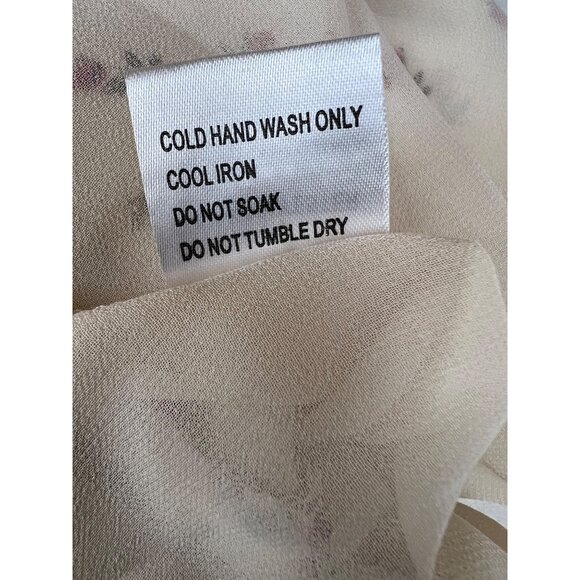 COLD HAND WASH ONLY
COOL IRON
DO NOT SOAK
DO NOT TUMBLE DRY